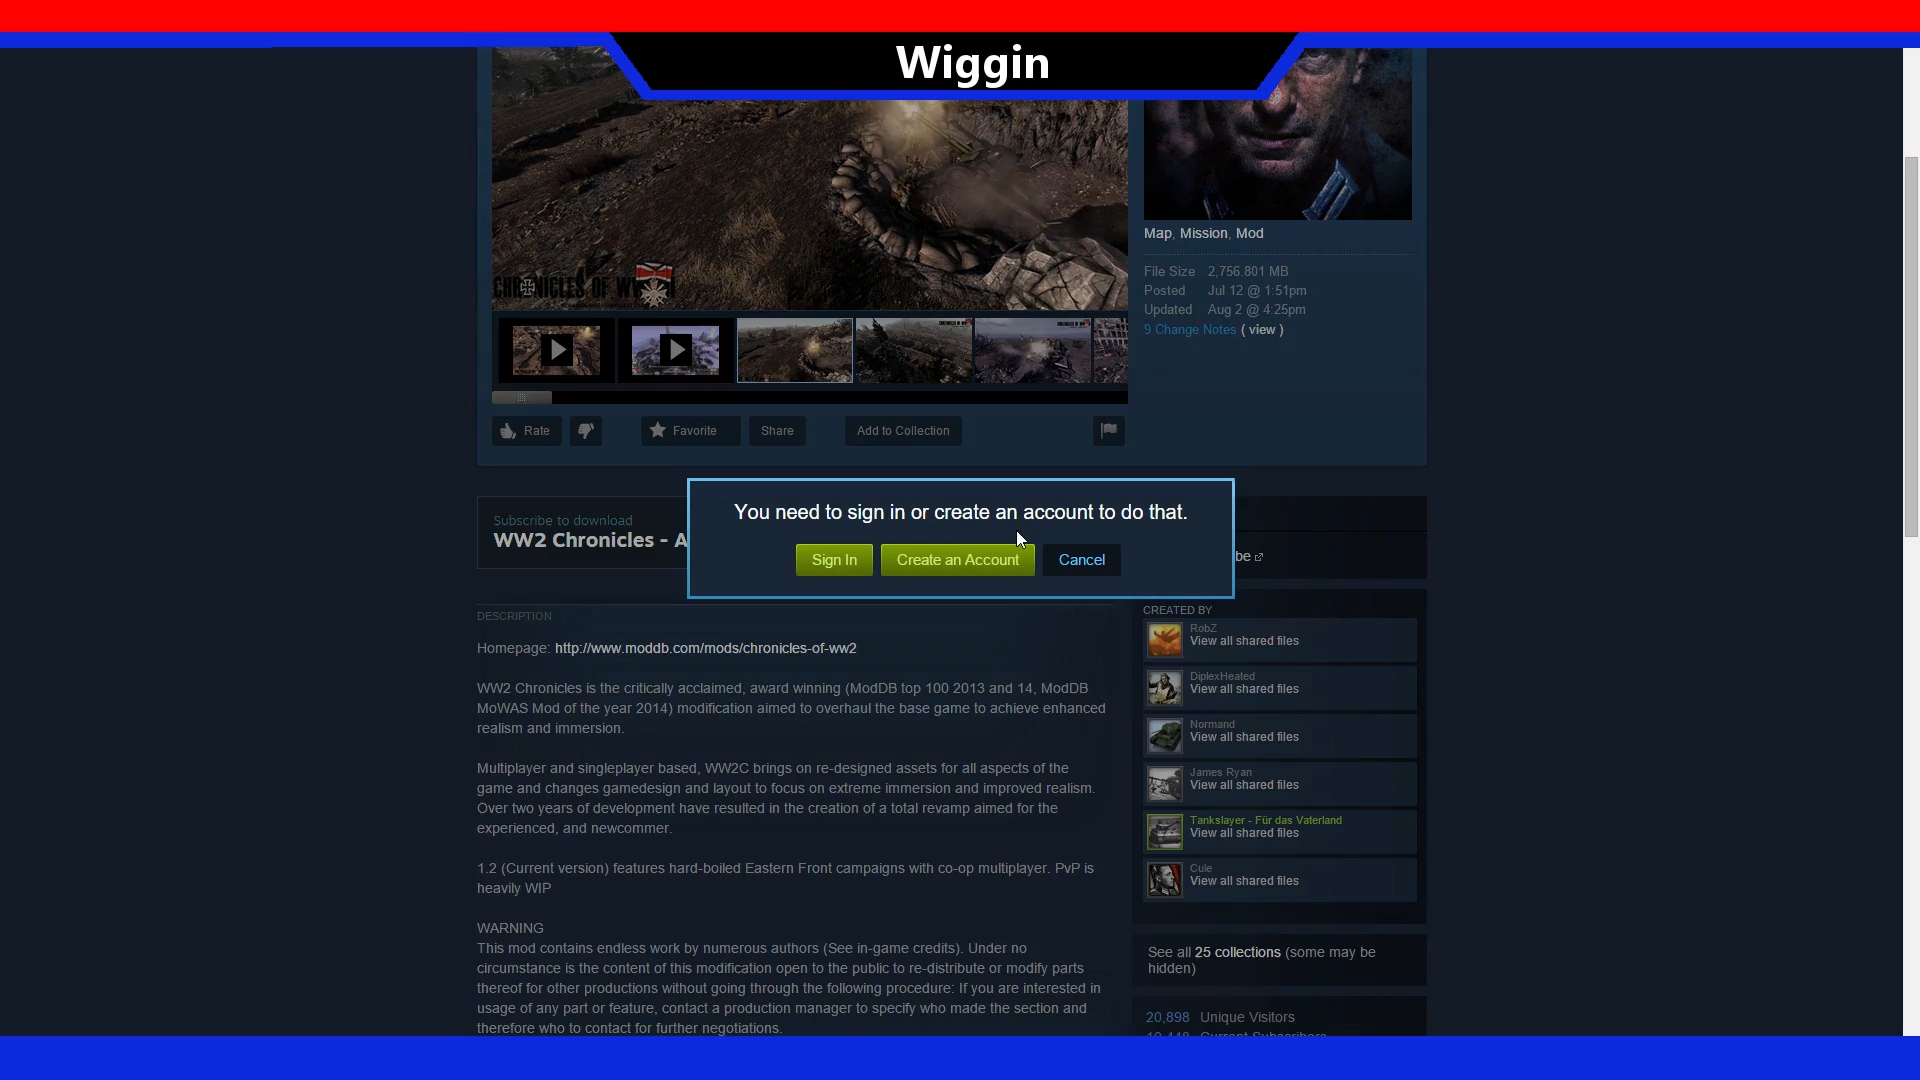 Wiggin
CHRONICLES OF WW
Map, Mission, Mod
File Size 2,756.801 MB
Posted Jul 12 @ 1:51pm
Updated Aug 2 @ 4:25pm
9 Change Notes ( view )
Rate
Favorite
Share
Add to Collection
Subscribe to download
WW2 Chronicles - A
You need to sign in or create an account to do that.
Sign In
Create an Account
Cancel
be
DESCRIPTION
Homepage: http://www.moddb.com/mods/chronicles-of-ww2
WW2 Chronicles is the critically acclaimed, award winning (ModDB top 100 2013 and 14, ModDB
MoWAS Mod of the year 2014) modification aimed to overhaul the base game to achieve enhanced
realism and immersion.
Multiplayer and singleplayer based, WW2C brings on re-designed assets for all aspects of the
game and changes gamedesign and layout to focus on extreme immersion and improved realism.
Over two years of development have resulted in the creation of a total revamp aimed for the
experienced, and newcommer.
1.2 (Current version) features hard-boiled Eastern Front campaigns with co-op multiplayer. PvP is
heavily WIP
WARNING
This mod contains endless work by numerous authors (See in-game credits). Under no
circumstance is the content of this modification open to the public to re-distribute or modify parts
thereof for other productions without going through the following procedure: If you are interested in
usage of any part or feature, contact a production manager to specify who made the section and
therefore who to contact for further negotiations.
CREATED BY
RobZ
View all shared files
DiplexHeated
View all shared files
Normand
View all shared files
James Ryan
View all shared files
Tankslayer - Für das Vaterland
View all shared files
Cule
View all shared files
See all 25 collections (some may be
hidden)
20,898 Unique Visitors
Current Subscribers